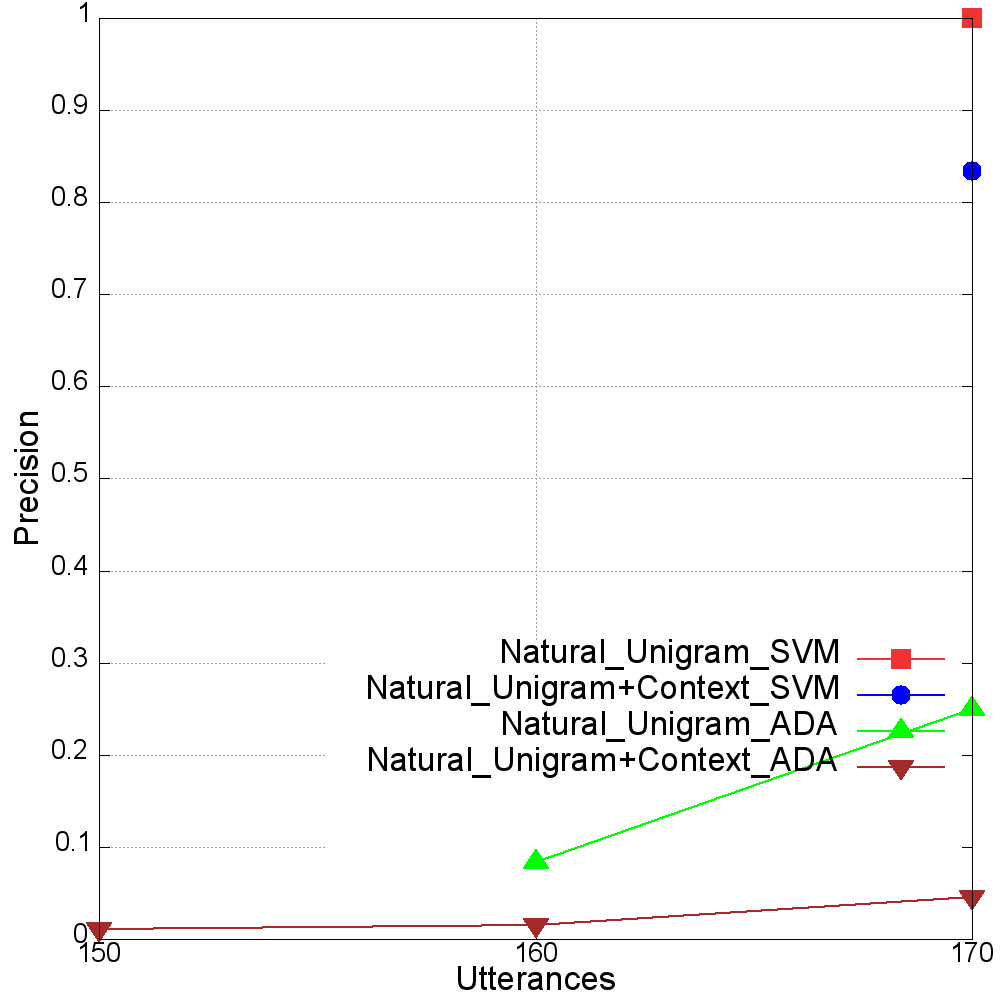 1
0.9
0.8
0.7
0.6
0.5
0.4
0.3
0.2
0.1
0
150
160
170
Precision
Utterances
Natural_Unigram_SVM
Natural_Unigram+Context_SVM
Natural_Unigram_ADA
Natural_Unigram+Context_ADA